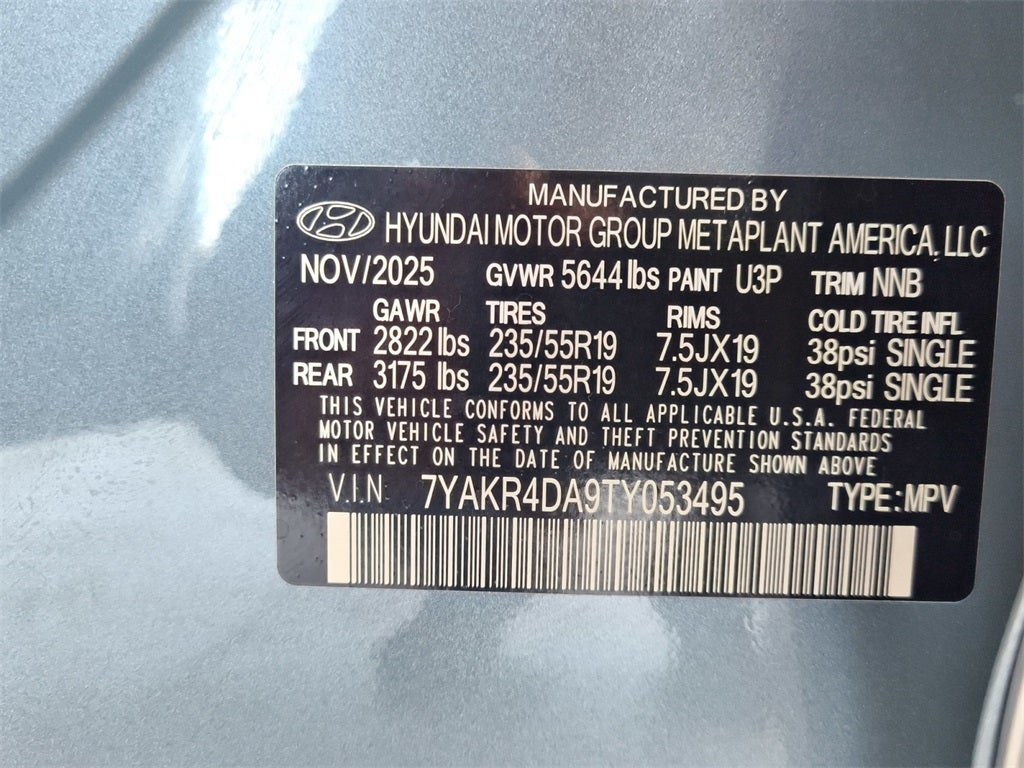 MANUFACTURED BY
HYUNDAI MOTOR GROUP METAPLANT AMERICA, LLC
NOV/2025 GVWR 5644 lbs PAINT U3P TRIM NNB
GAWR TIRES RIMS COLD TIRE INFL
FRONT 2822 lbs 235/55R19 7.5JX19 38psi SINGLE
REAR 3175 lbs 235/55R19 7.5JX19 38psi SINGLE
THIS VEHICLE CONFORMS TO ALL APPLICABLE U.S.A. FEDERAL
MOTOR VEHICLE SAFETY AND THEFT PREVENTION STANDARDS
IN EFFECT ON THE DATE OF MANUFACTURE SHOWN ABOVE
V.I.N 7YAKR4DA9TY053495 TYPE:MPV